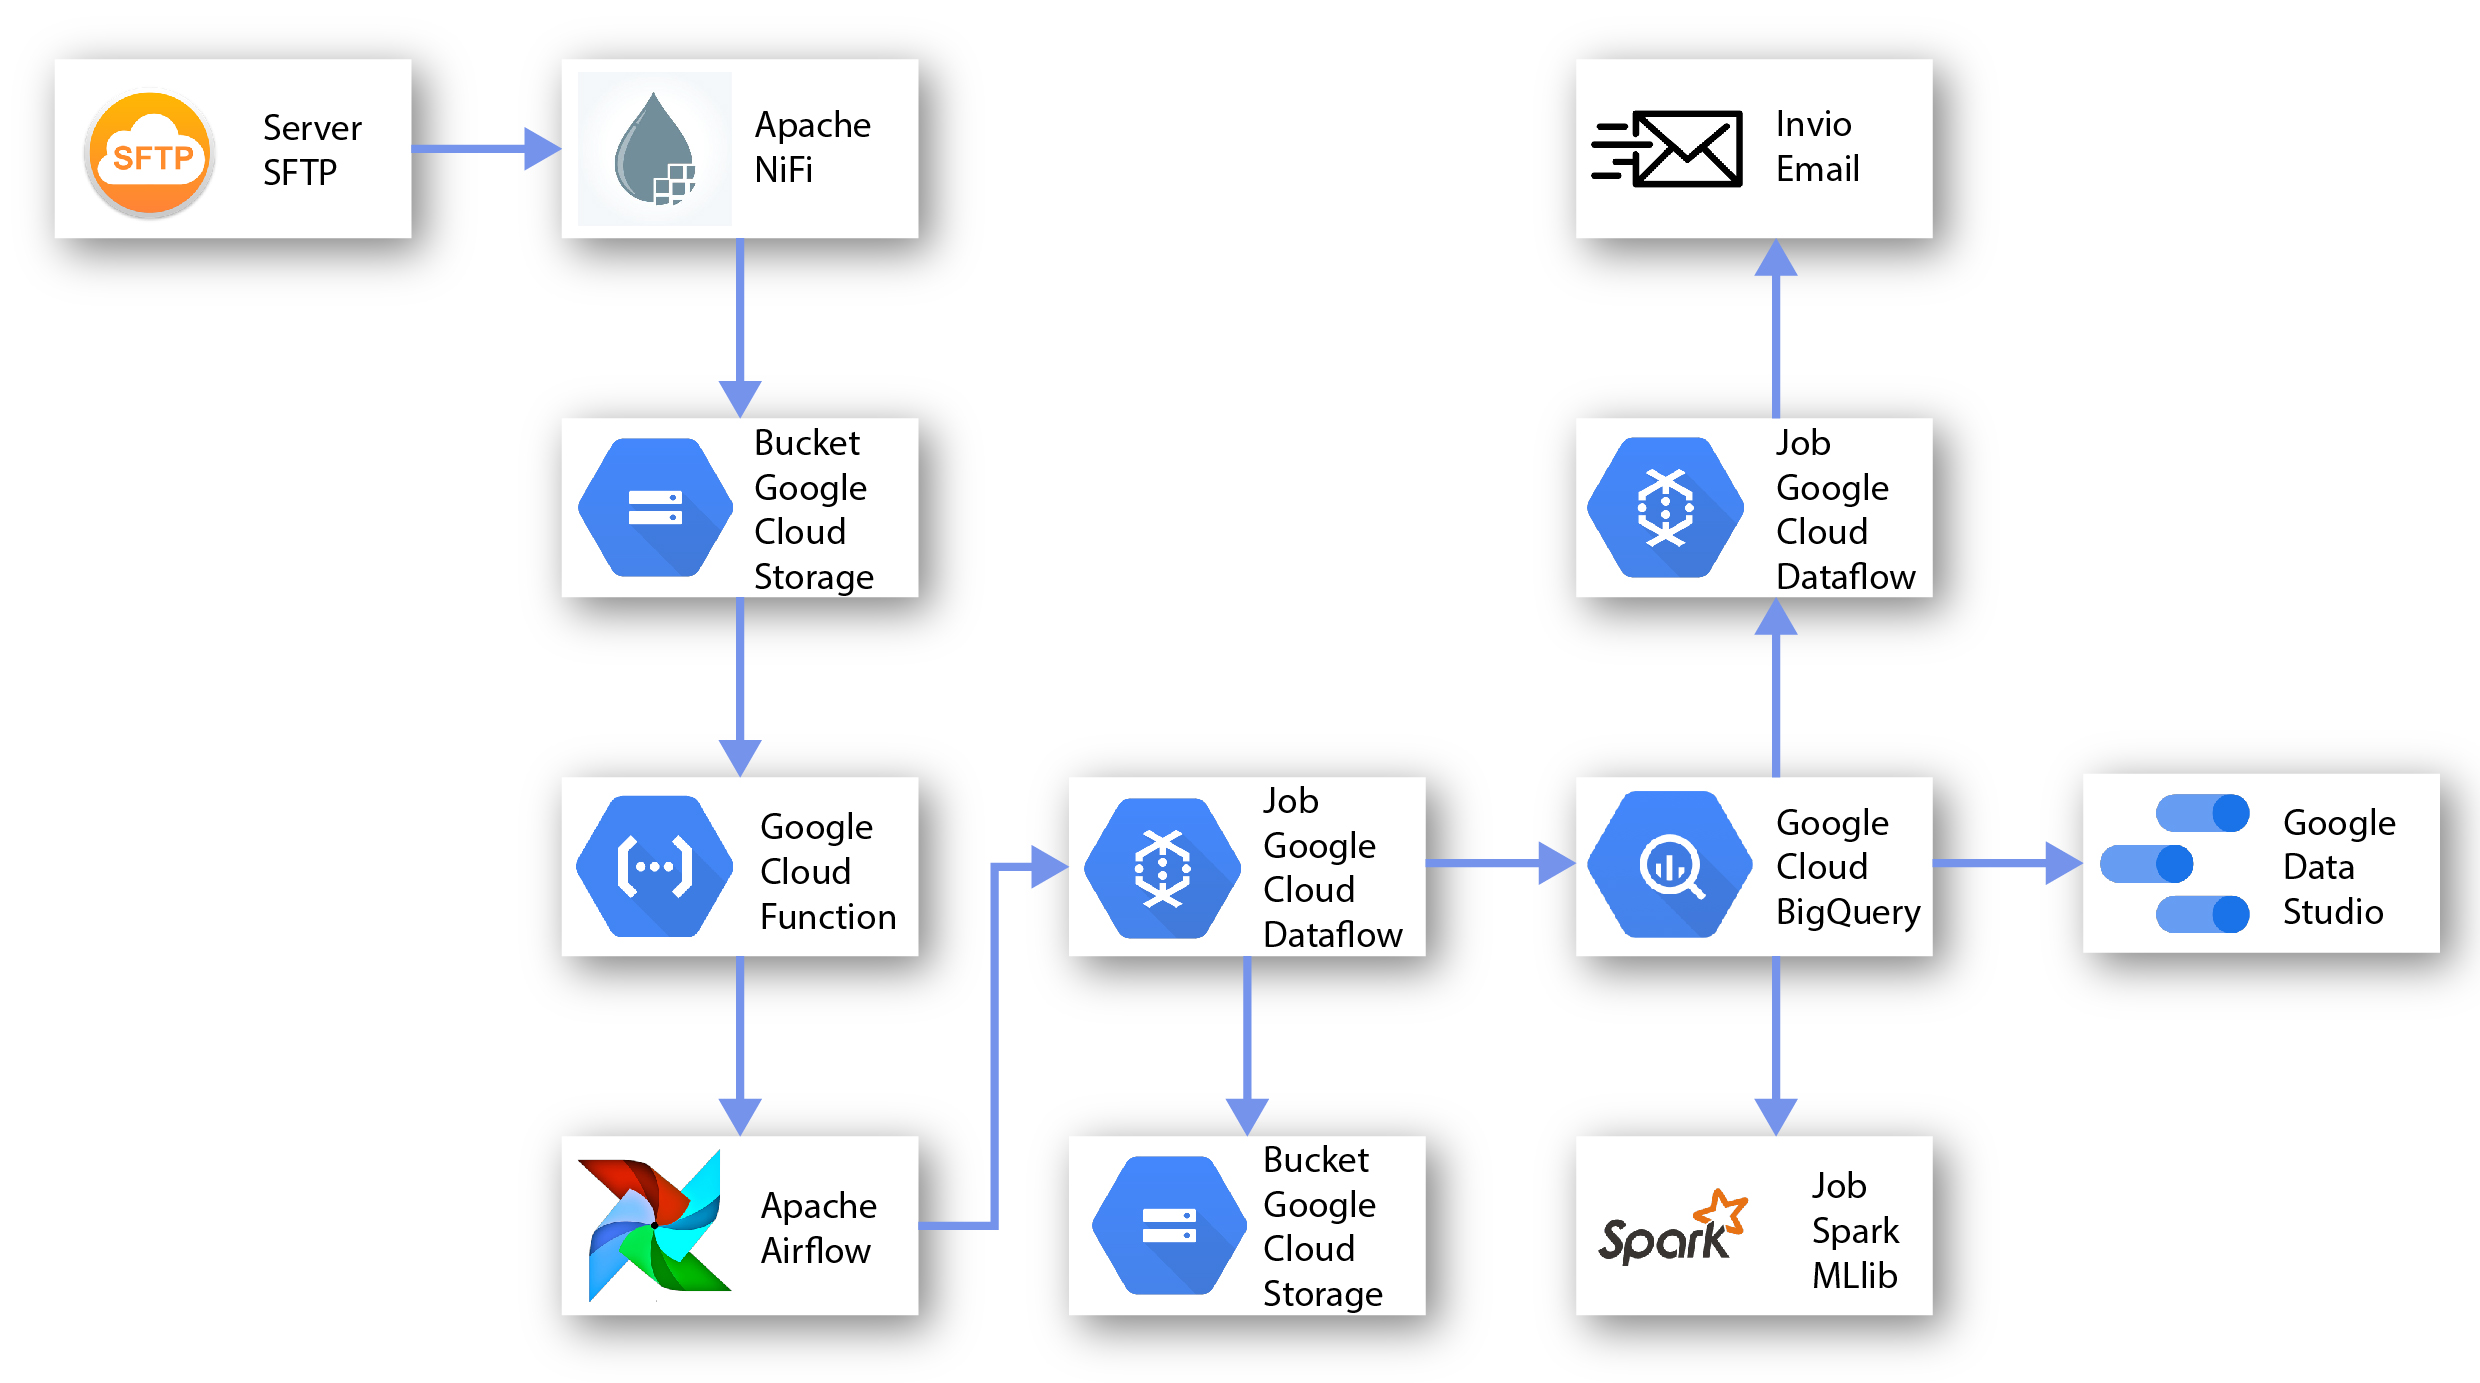 SFTP
Server
SFTP
Apache
NiFi
Invio
Email
Bucket
Google
Cloud
Storage
Job
Google
Cloud
Dataflow
Google
Cloud
Function
Job
Google
Cloud
Dataflow
Google
Cloud
BigQuery
Google
Data
Studio
Apache
Airflow
Bucket
Google
Cloud
Storage
Spark
Job
Spark
MLlib